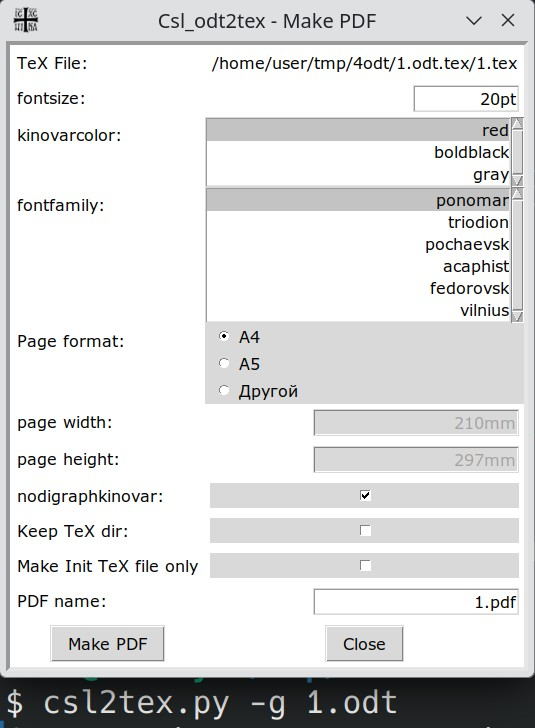 Csl_odt2tex - Make PDF
TeX File: /home/user/tmp/4odt/1.odt.tex/1.tex
fontsize: 20pt
kinovarcolor: red
boldblack
gray
fontfamily: ponomar
triodion
pochaevsk
acaphist
fedorovsk
vilnius
Page format: A4
A5
Другой
page width: 210mm
page height: 297mm
nodigraphkinovar:
Keep TeX dir:
Make Init TeX file only
PDF name: 1.pdf
Make PDF Close
$ csl2tex.py -g 1.odt